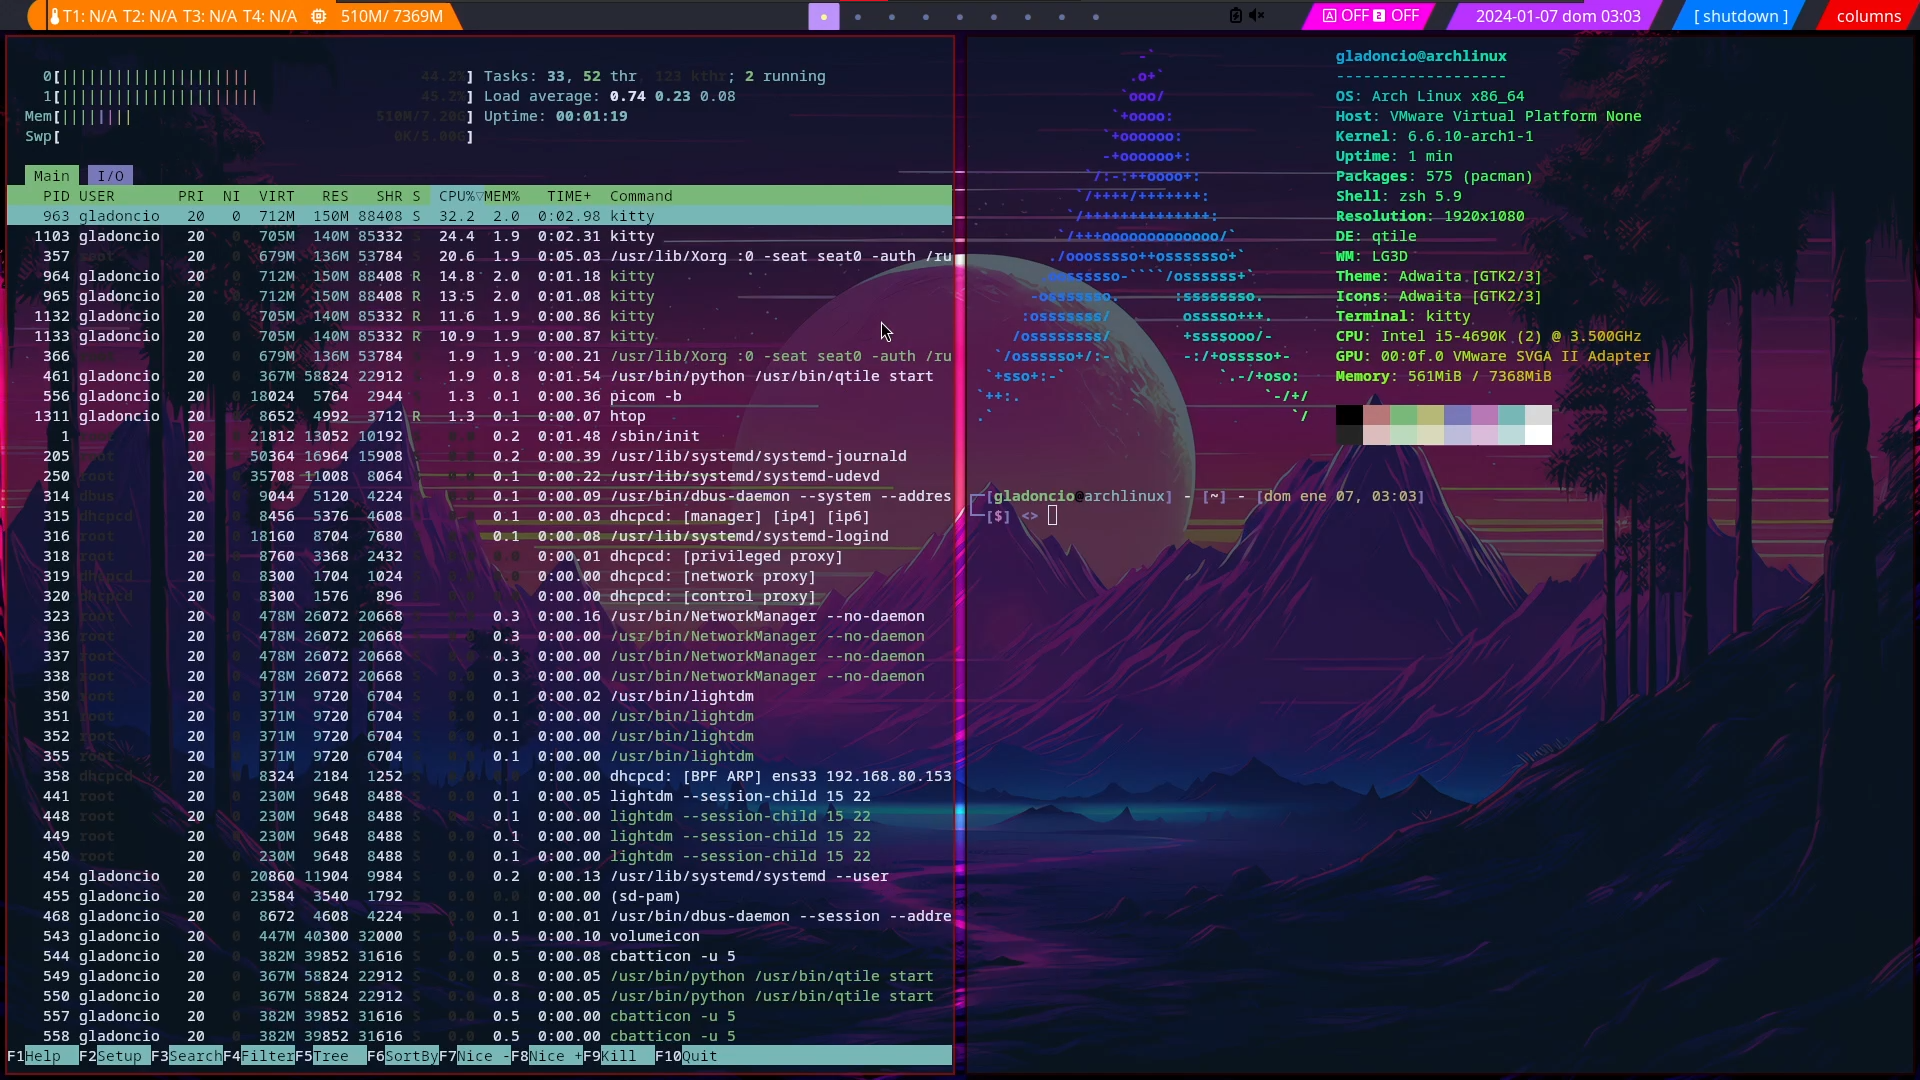 T1: N/A T2: N/A T3: N/A T4: N/A 510M/ 7369M
A OFF 2 OFF
2024-01-07 dom 03:03
[ shutdown ]
columns
0[||||||||||||||||||||| 44.2%] Tasks: 33, 52 thr, 123 kthr; 2 running
1[|||||||||||||||||||||| 45.2%] Load average: 0.74 0.23 0.08
Mem[|||||||| 510M/7.20G] Uptime: 00:01:19
Swp[ 0K/5.00G]
Main I/O
PID USER PRI NI VIRT RES SHR S CPU%▽MEM% TIME+ Command
963 gladoncio 20 0 712M 150M 88408 S 32.2 2.0 0:02.98 kitty
1103 gladoncio 20 0 705M 140M 85332 S 24.4 1.9 0:02.31 kitty
357 root 20 0 679M 136M 53784 S 20.6 1.9 0:05.03 /usr/lib/Xorg :0 -seat seat0 -auth /ru
964 gladoncio 20 0 712M 150M 88408 R 14.8 2.0 0:01.18 kitty
965 gladoncio 20 0 712M 150M 88408 R 13.5 2.0 0:01.08 kitty
1132 gladoncio 20 0 705M 140M 85332 R 11.6 1.9 0:00.86 kitty
1133 gladoncio 20 0 705M 140M 85332 R 10.9 1.9 0:00.87 kitty
366 root 20 0 679M 136M 53784 S 1.9 1.9 0:00.21 /usr/lib/Xorg :0 -seat seat0 -auth /ru
461 gladoncio 20 0 367M 58824 22912 S 1.9 0.8 0:01.54 /usr/bin/python /usr/bin/qtile start
556 gladoncio 20 0 18024 5764 2944 S 1.3 0.1 0:00.36 picom -b
1311 gladoncio 20 0 8652 4992 3712 R 1.3 0.1 0:00.07 htop
1 root 20 0 21812 13052 10192 S 0.0 0.2 0:01.48 /sbin/init
205 root 20 0 50364 16964 15908 S 0.0 0.2 0:00.39 /usr/lib/systemd/systemd-journald
250 root 20 0 35708 11008 8064 S 0.0 0.1 0:00.22 /usr/lib/systemd/systemd-udevd
314 dbus 20 0 9044 5120 4224 S 0.0 0.1 0:00.09 /usr/bin/dbus-daemon --system --addres
315 dhcpcd 20 0 8456 5376 4608 S 0.0 0.1 0:00.03 dhcpcd: [manager] [ip4] [ip6]
316 root 20 0 18160 8704 7680 S 0.0 0.1 0:00.08 /usr/lib/systemd/systemd-logind
318 root 20 0 8760 3368 2432 S 0.0 0.0 0:00.01 dhcpcd: [privileged proxy]
319 dhcpcd 20 0 8300 1704 1024 S 0.0 0.0 0:00.00 dhcpcd: [network proxy]
320 dhcpcd 20 0 8300 1576 896 S 0.0 0.0 0:00.00 dhcpcd: [control proxy]
323 root 20 0 478M 26072 20668 S 0.0 0.3 0:00.16 /usr/bin/NetworkManager --no-daemon
336 root 20 0 478M 26072 20668 S 0.0 0.3 0:00.00 /usr/bin/NetworkManager --no-daemon
337 root 20 0 478M 26072 20668 S 0.0 0.3 0:00.00 /usr/bin/NetworkManager --no-daemon
338 root 20 0 478M 26072 20668 S 0.0 0.3 0:00.00 /usr/bin/NetworkManager --no-daemon
350 root 20 0 371M 9720 6704 S 0.0 0.1 0:00.02 /usr/bin/lightdm
351 root 20 0 371M 9720 6704 S 0.0 0.1 0:00.00 /usr/bin/lightdm
352 root 20 0 371M 9720 6704 S 0.0 0.1 0:00.00 /usr/bin/lightdm
355 root 20 0 371M 9720 6704 S 0.0 0.1 0:00.00 /usr/bin/lightdm
358 dhcpcd 20 0 8324 2184 1252 S 0.0 0.0 0:00.00 dhcpcd: [BPF ARP] ens33 192.168.80.153
441 root 20 0 230M 9648 8488 S 0.0 0.1 0:00.05 lightdm --session-child 15 22
448 root 20 0 230M 9648 8488 S 0.0 0.1 0:00.00 lightdm --session-child 15 22
449 root 20 0 230M 9648 8488 S 0.0 0.1 0:00.00 lightdm --session-child 15 22
450 root 20 0 230M 9648 8488 S 0.0 0.1 0:00.00 lightdm --session-child 15 22
454 gladoncio 20 0 20860 11904 9984 S 0.0 0.2 0:00.13 /usr/lib/systemd/systemd --user
455 gladoncio 20 0 23584 3540 1792 S 0.0 0.0 0:00.00 (sd-pam)
468 gladoncio 20 0 8672 4608 4224 S 0.0 0.1 0:00.01 /usr/bin/dbus-daemon --session --addre
543 gladoncio 20 0 447M 40300 32000 S 0.0 0.5 0:00.10 volumeicon
544 gladoncio 20 0 382M 39852 31616 S 0.0 0.5 0:00.08 cbatticon -u 5
549 gladoncio 20 0 367M 58824 22912 S 0.0 0.8 0:00.05 /usr/bin/python /usr/bin/qtile start
550 gladoncio 20 0 367M 58824 22912 S 0.0 0.8 0:00.05 /usr/bin/python /usr/bin/qtile start
557 gladoncio 20 0 382M 39852 31616 S 0.0 0.5 0:00.00 cbatticon -u 5
558 gladoncio 20 0 382M 39852 31616 S 0.0 0.5 0:00.00 cbatticon -u 5
F1Help F2Setup F3SearchF4FilterF5Tree F6SortByF7Nice -F8Nice +F9Kill F10Quit
gladoncio@archlinux
-------------------
OS: Arch Linux x86_64
Host: VMware Virtual Platform None
Kernel: 6.6.10-arch1-1
Uptime: 1 min
Packages: 575 (pacman)
Shell: zsh 5.9
Resolution: 1920x1080
DE: qtile
WM: LG3D
Theme: Adwaita [GTK2/3]
Icons: Adwaita [GTK2/3]
Terminal: kitty
CPU: Intel i5-4690K (2) @ 3.500GHz
GPU: 00:0f.0 VMware SVGA II Adapter
Memory: 561MiB / 7368MiB
[gladoncio@archlinux] - [~] - [dom ene 07, 03:03]
[$] <>